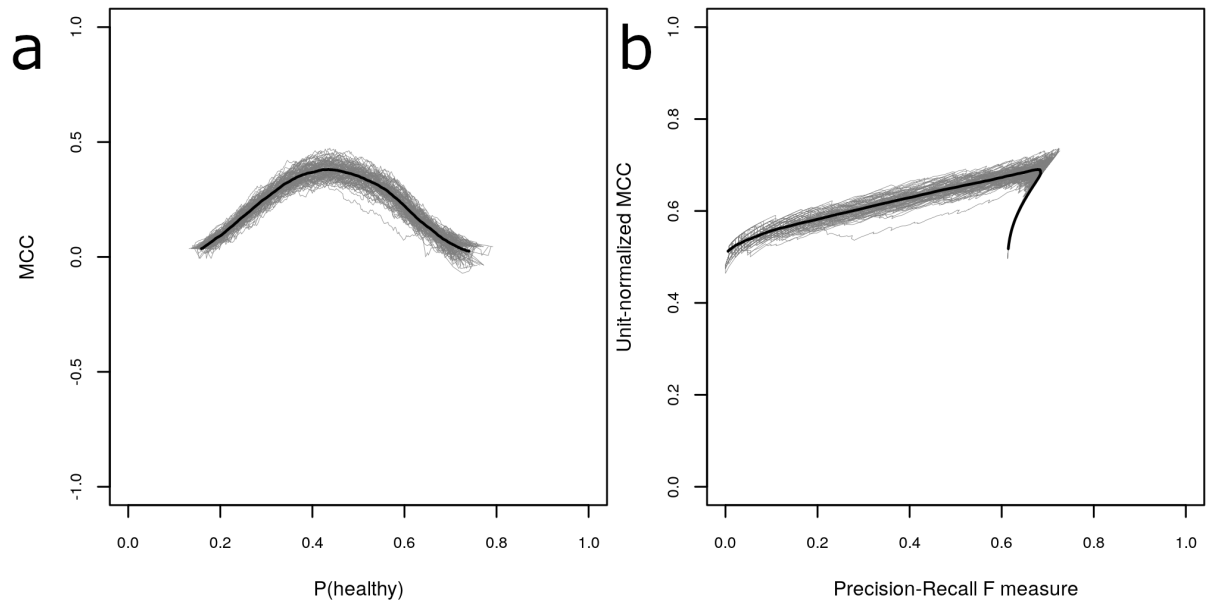 a
MCC
1.0
0.5
0.0
-0.5
-1.0
0.0 0.2 0.4 0.6 0.8 1.0
P(healthy)
b
Unit-normalized MCC
1.0
0.8
0.6
0.4
0.2
0.0
0.0 0.2 0.4 0.6 0.8 1.0
Precision-Recall F measure